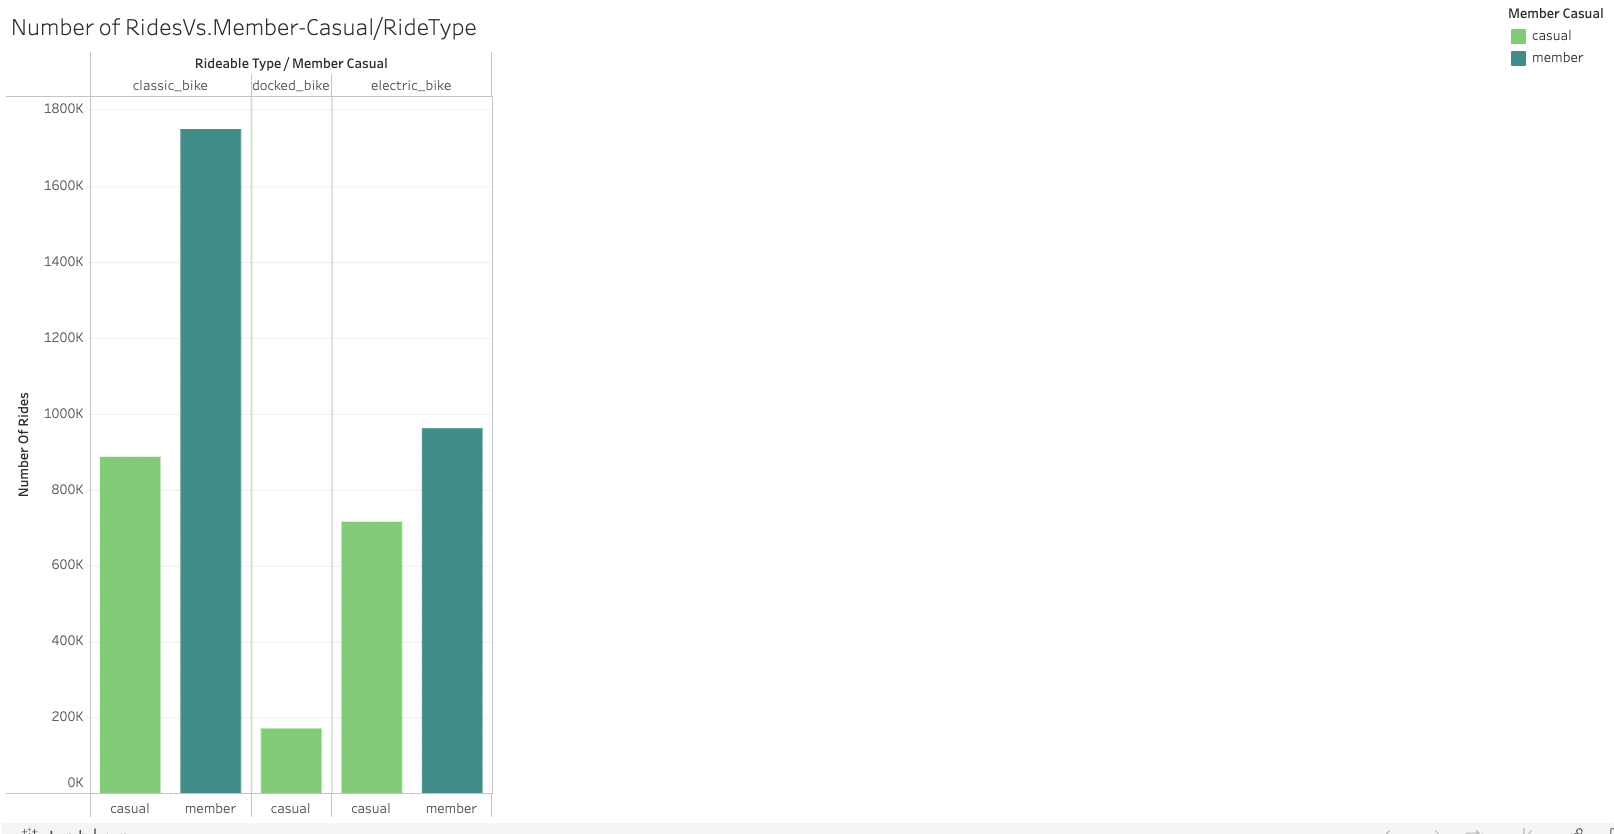 Number of RidesVs.Member-Casual/RideType
Member Casual
casual
member
Rideable Type / Member Casual
classic_bike docked_bike electric_bike
1800K
1600K
1400K
1200K
1000K
800K
600K
400K
200K
0K
Number Of Rides
casual member casual casual member